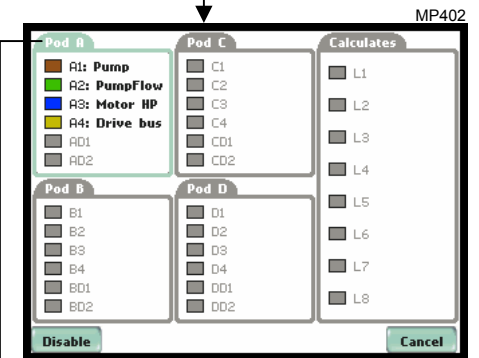 MP402
Pod A
A1: Pump
A2: PumpFlow
A3: Motor HP
A4: Drive bus
AD1
AD2
Pod B
B1
B2
B3
B4
BD1
BD2
Pod C
C1
C2
C3
C4
CD1
CD2
Pod D
D1
D2
D3
D4
DD1
DD2
Calculates
L1
L2
L3
L4
L5
L6
L7
L8
Disable
Cancel